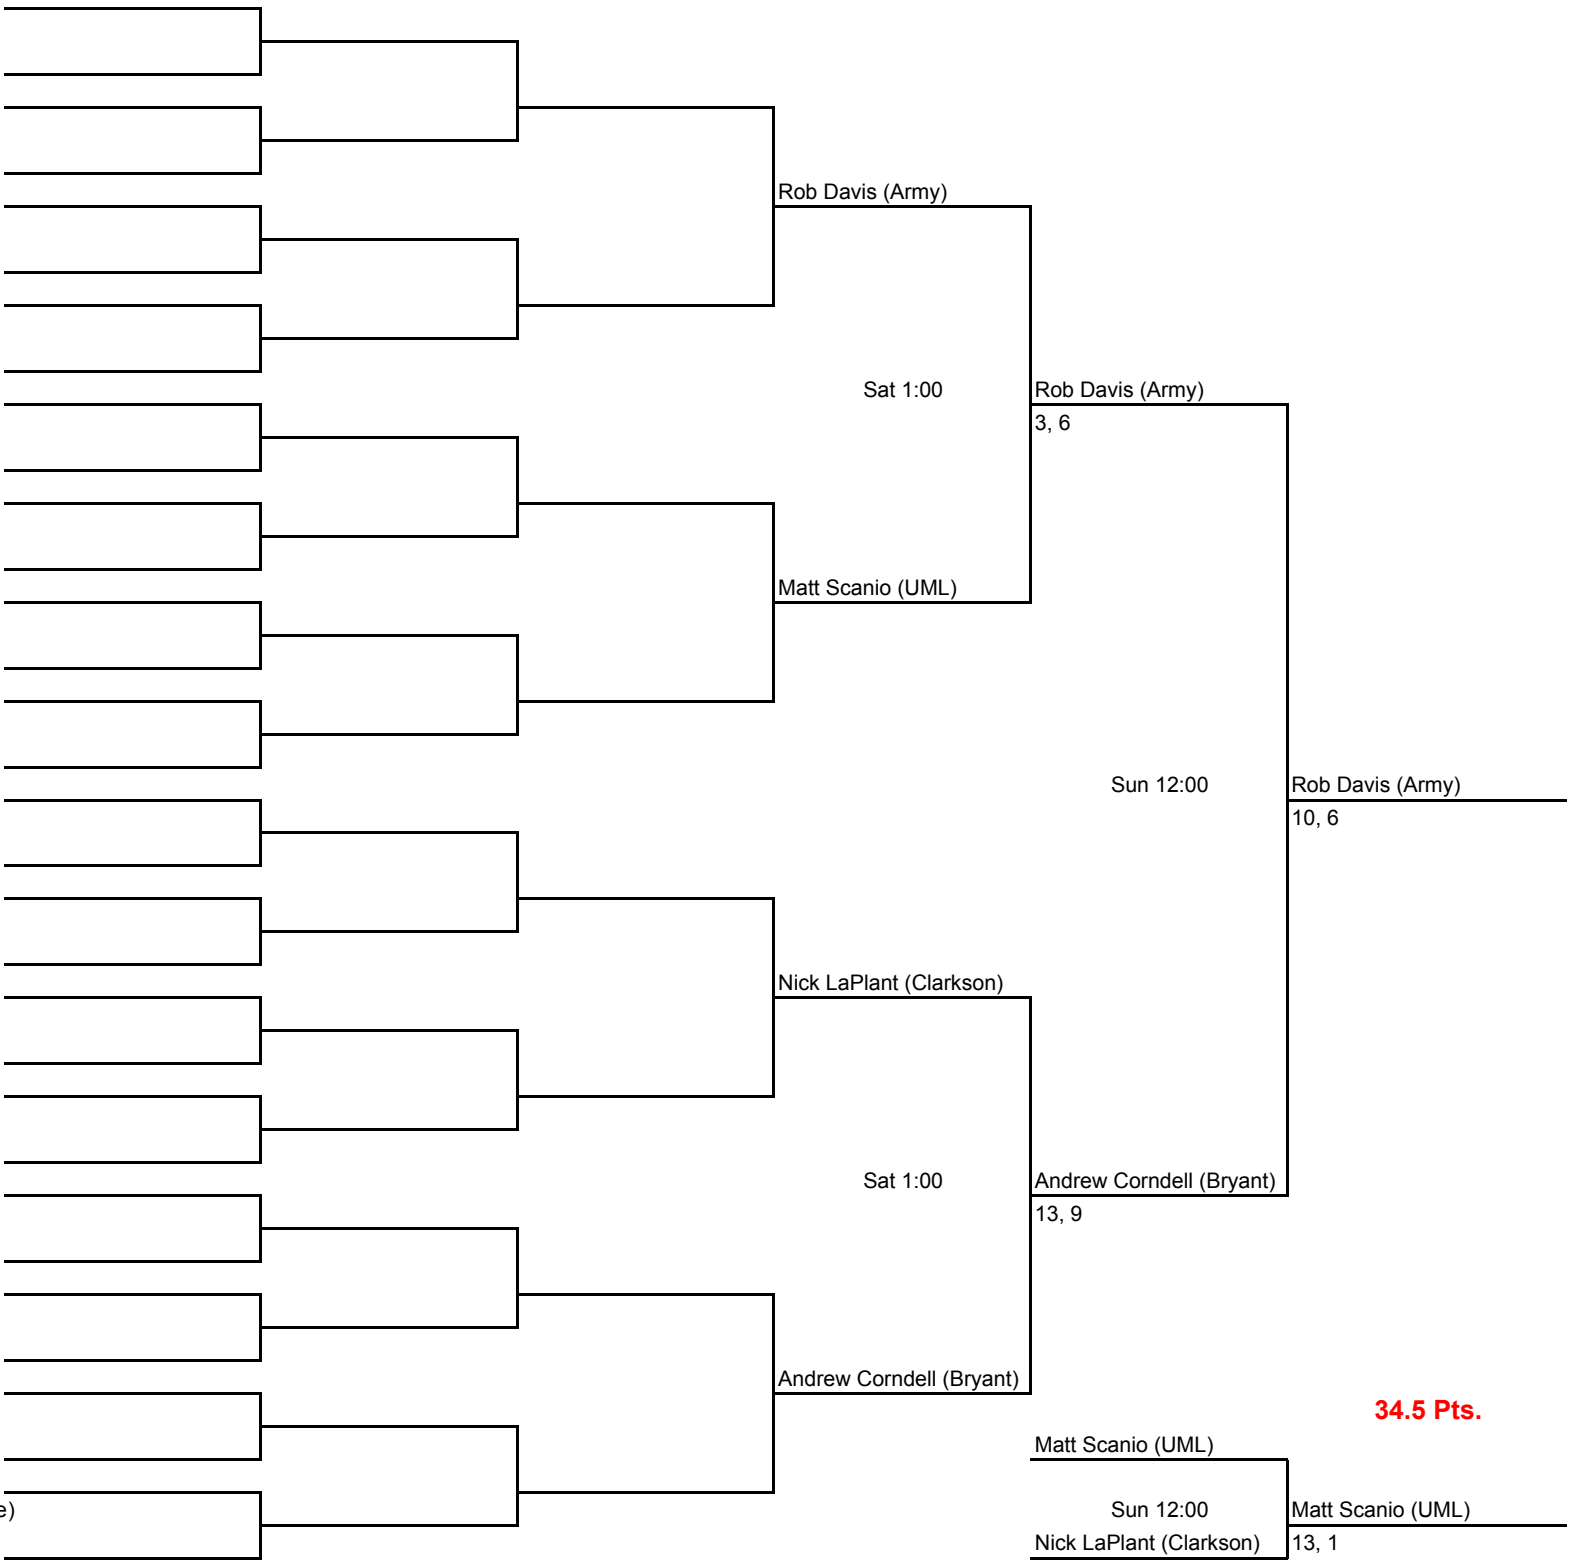 Rob Davis (Army)
Sat 1:00
Rob Davis (Army)
3, 6
Matt Scanio (UML)
Sun 12:00
Rob Davis (Army)
10, 6
Nick LaPlant (Clarkson)
Sat 1:00
Andrew Corndell (Bryant)
13, 9
Andrew Corndell (Bryant)
34.5 Pts.
Matt Scanio (UML)
e)
Sun 12:00
Matt Scanio (UML)
Nick LaPlant (Clarkson)
13, 1